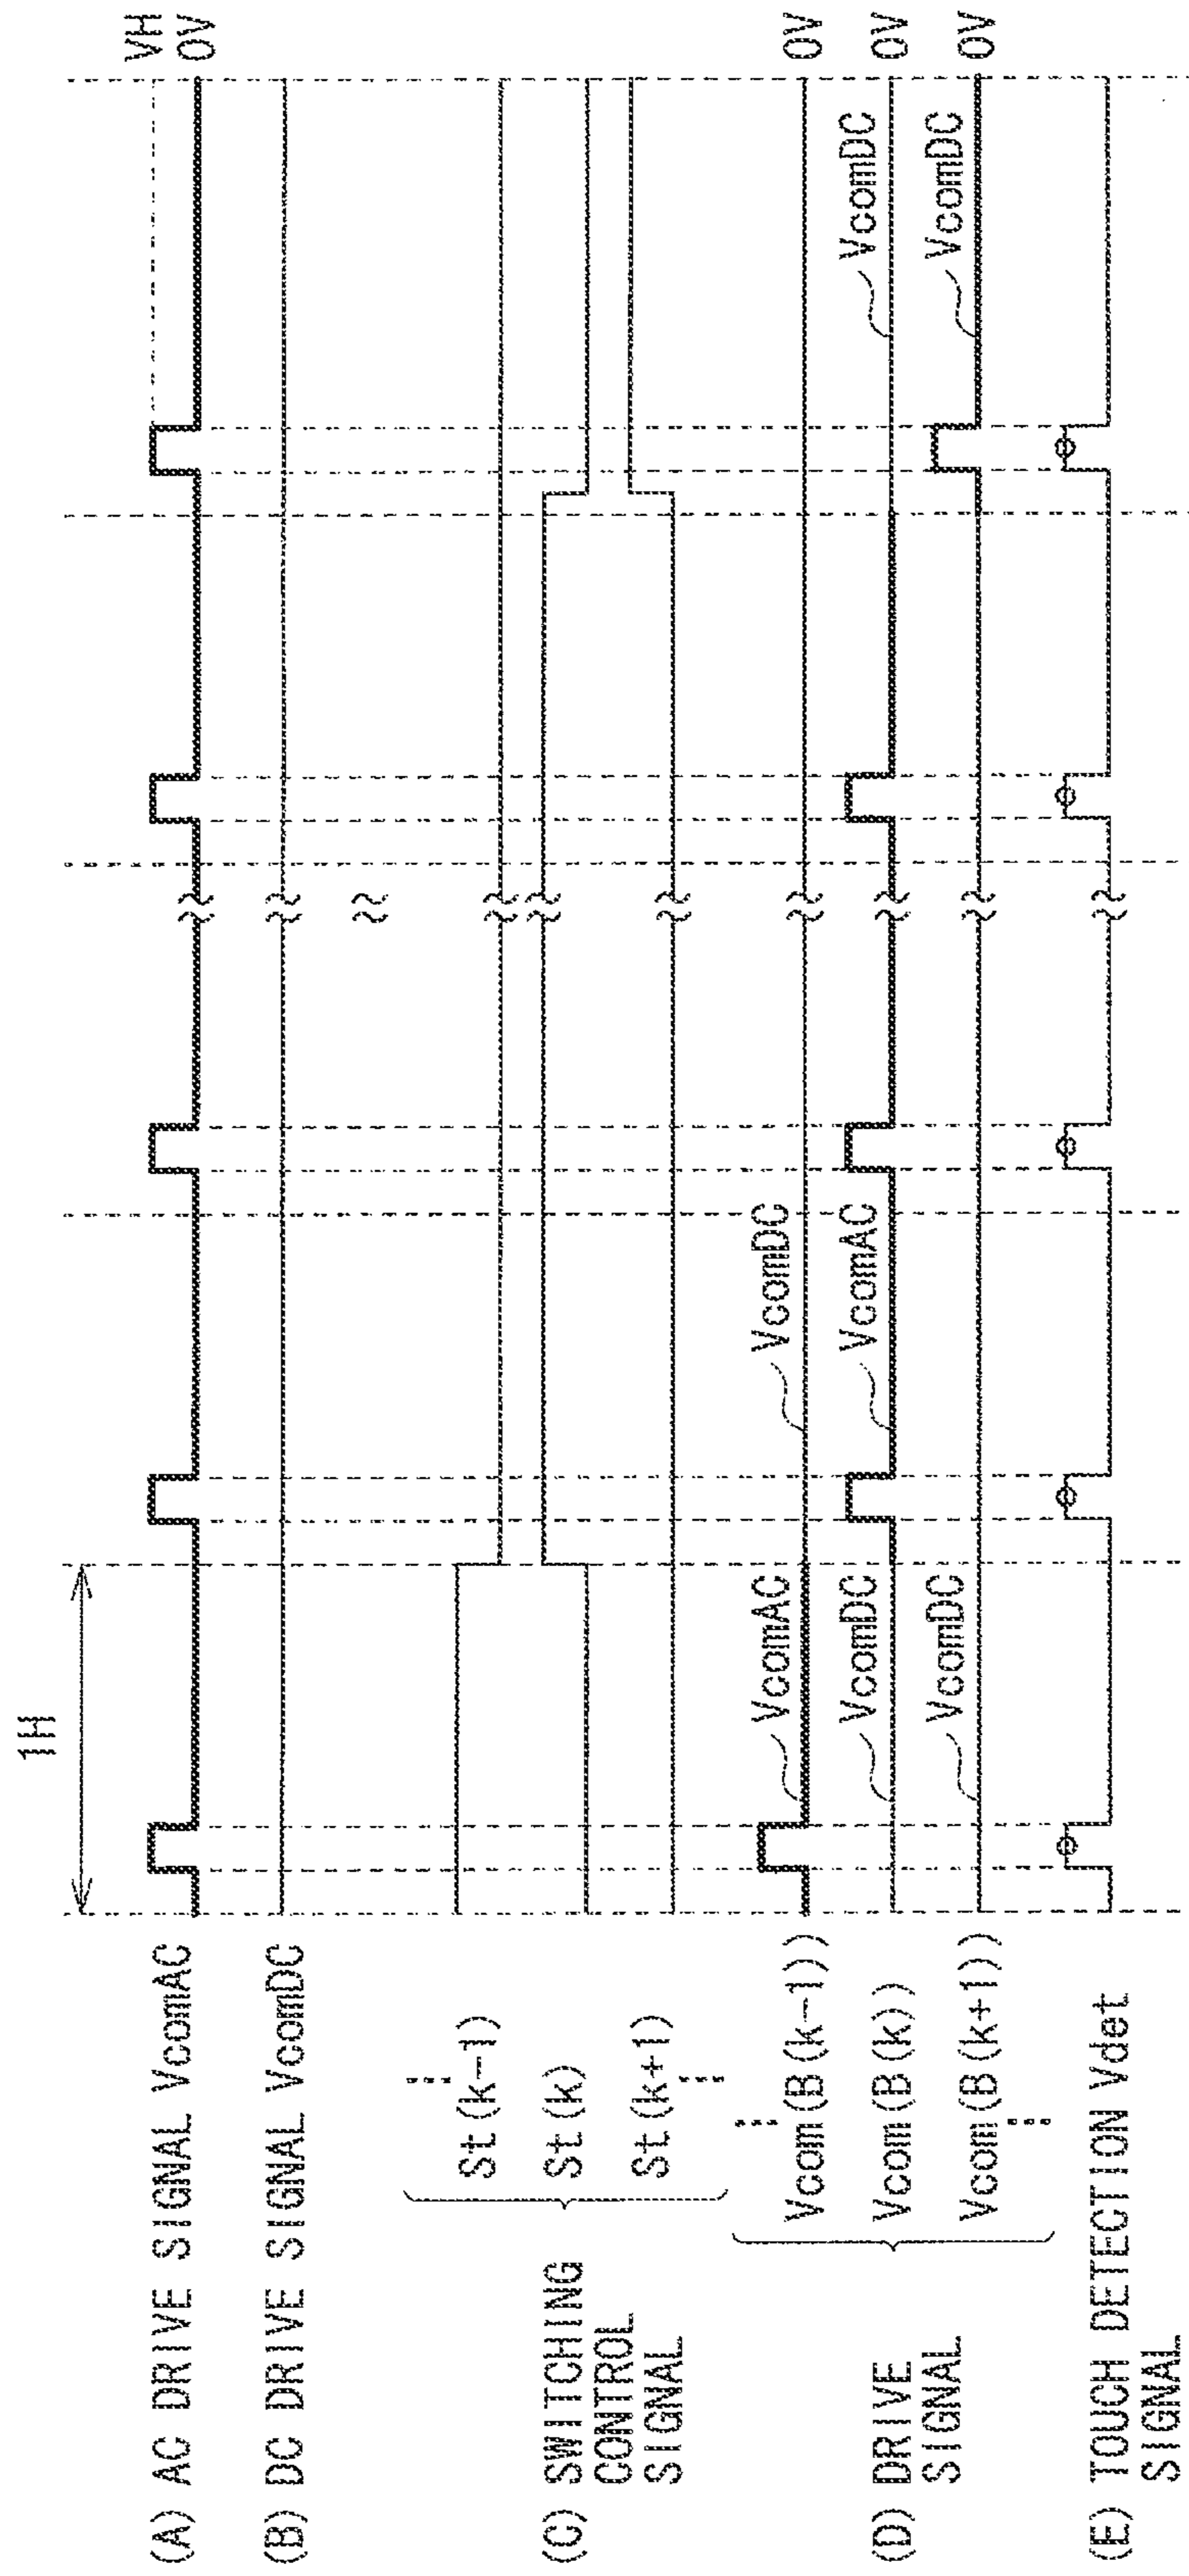 1H
(A) AC DRIVE SIGNAL VcomAC
VH
0V
(B) DC DRIVE SIGNAL VcomDC
(C) SWITCHING
CONTROL
SIGNAL
St(k-1)
St(k)
St(k+1)
(D) DRIVE
SIGNAL
Vcom(B(k-1))
VcomAC
VcomDC
0V
Vcom(B(k))
VcomDC
VcomAC
VcomDC
0V
Vcom(B(k+1))
VcomDC
VcomDC
0V
(E) TOUCH DETECTION Vdet
SIGNAL